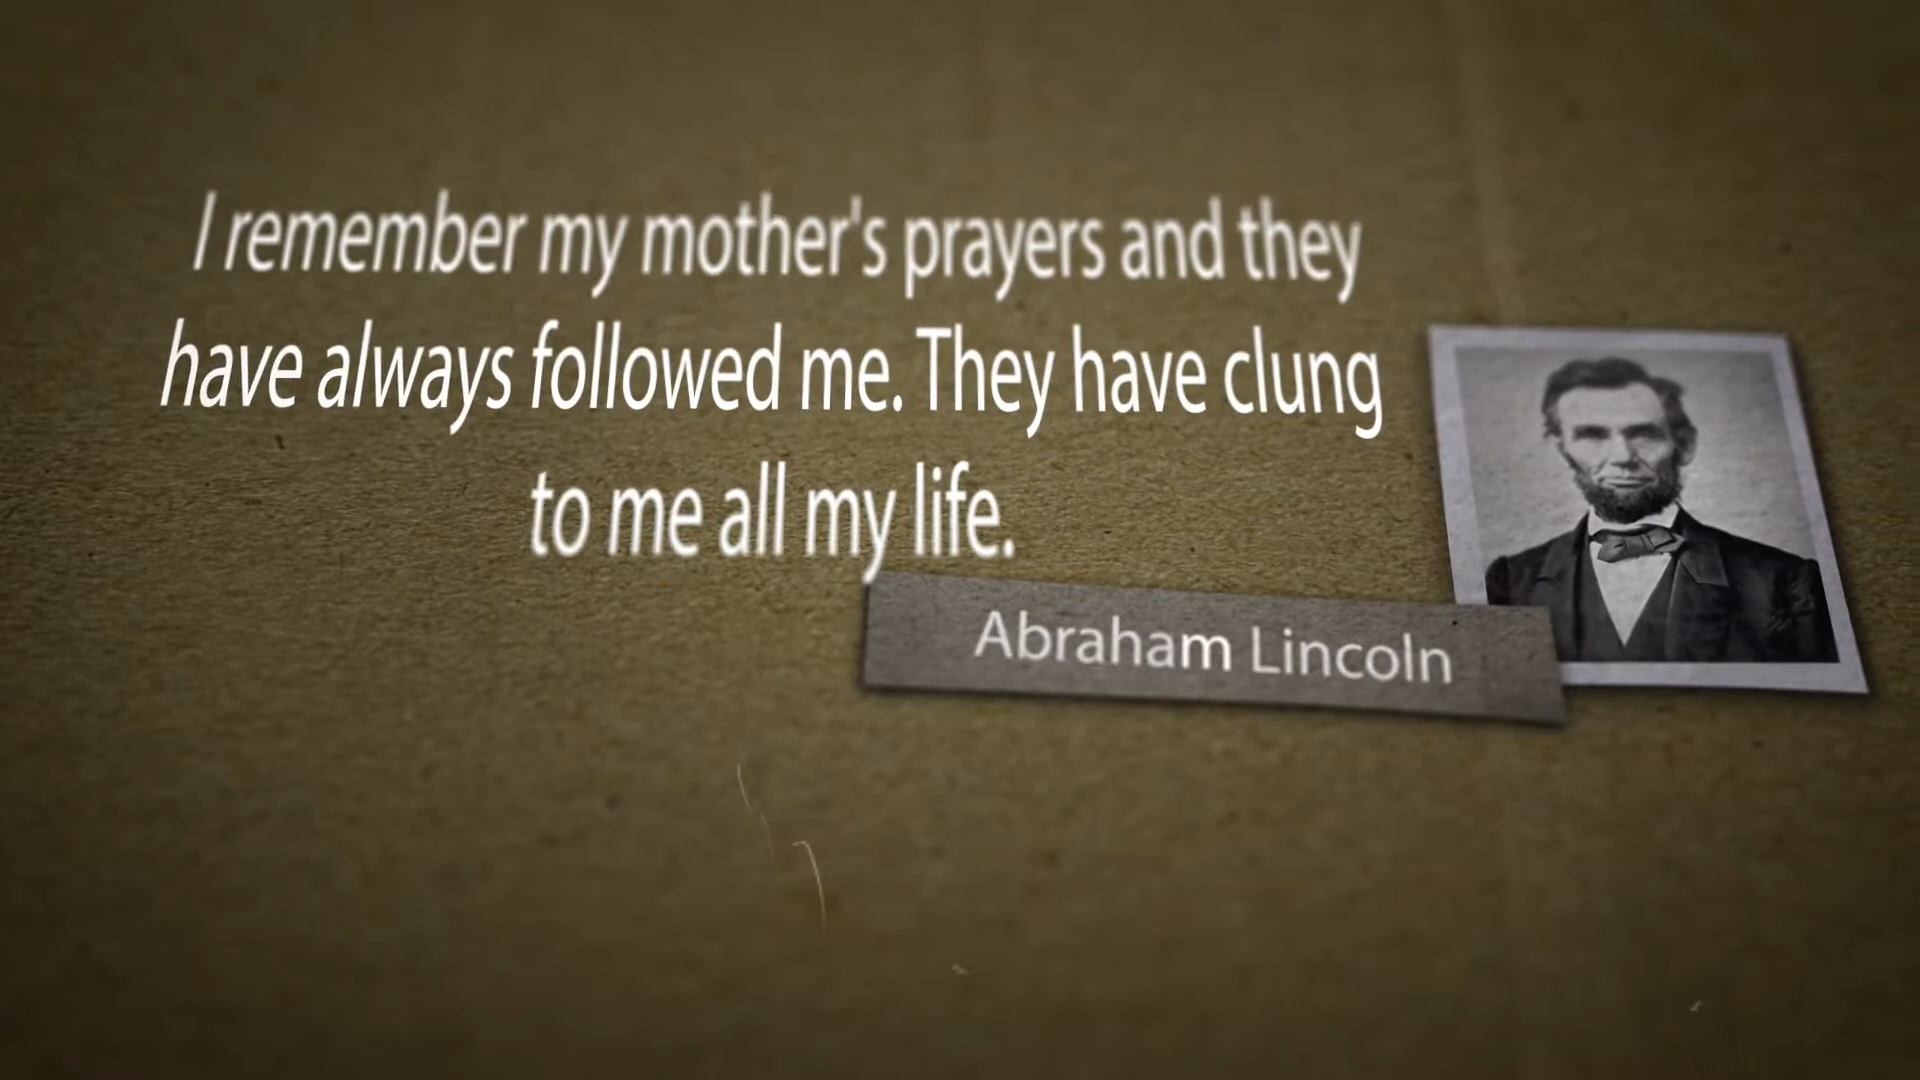 I remember my mother's prayers and they
have always followed me. They have clung
to me all my life.
Abraham Lincoln